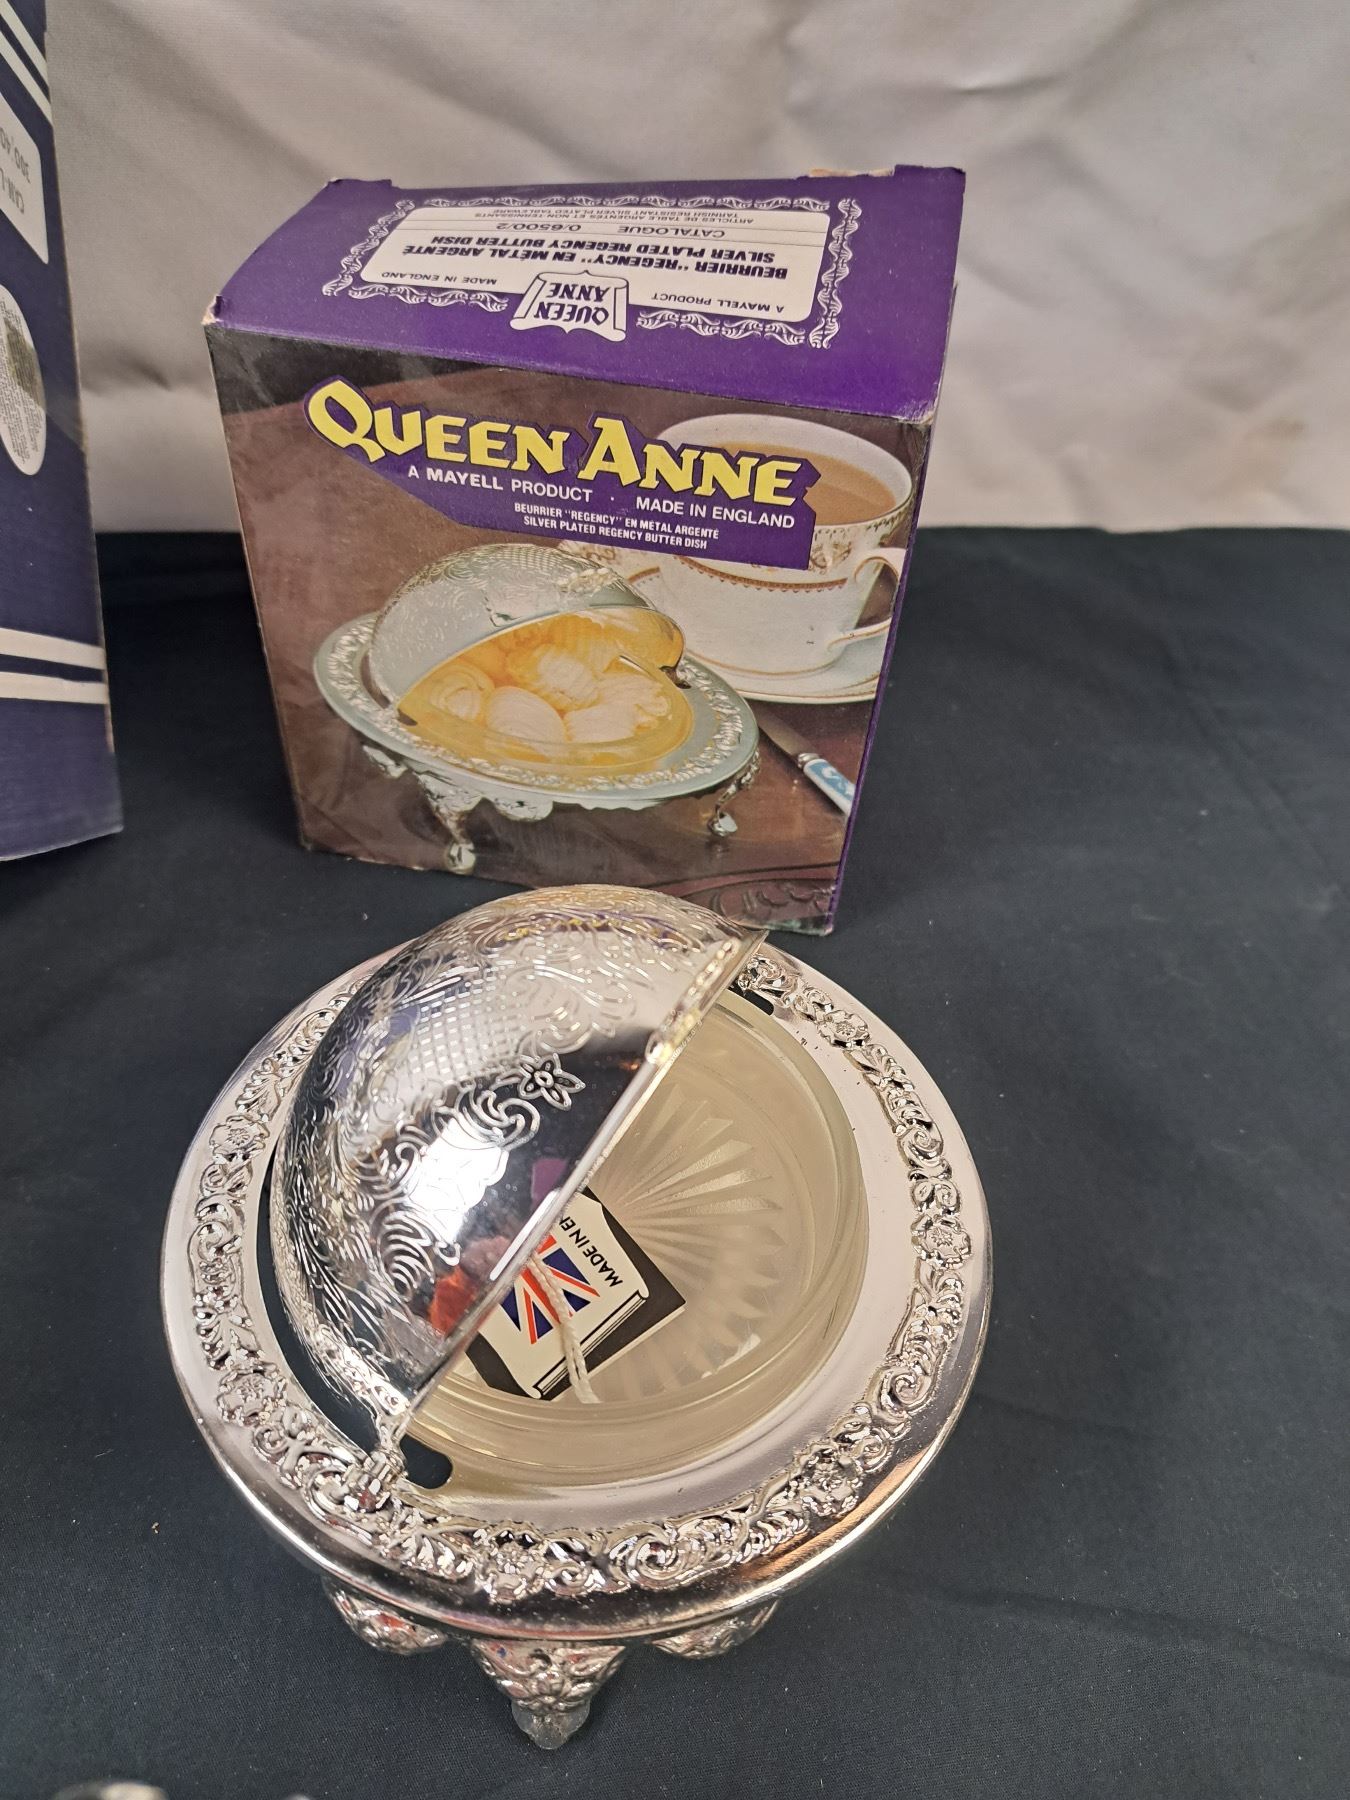 ARTICLES DE TABLE ARGENTÉS ET NON TERNISSANTS
TARNISH RESISTANT SILVER PLATED TABLEWARE
CATALOGUE 0/6500/2
BEURRIER "REGENCY" EN METAL ARGENTÉ
SILVER PLATED REGENCY BUTTER DISH
A MAYELL PRODUCT
MADE IN ENGLAND
QUEEN
ANNE
QUEEN ANNE
A MAYELL PRODUCT · MADE IN ENGLAND
BEURRIER "REGENCY" EN MÉTAL ARGENTÉ
SILVER PLATED REGENCY BUTTER DISH
MADE IN